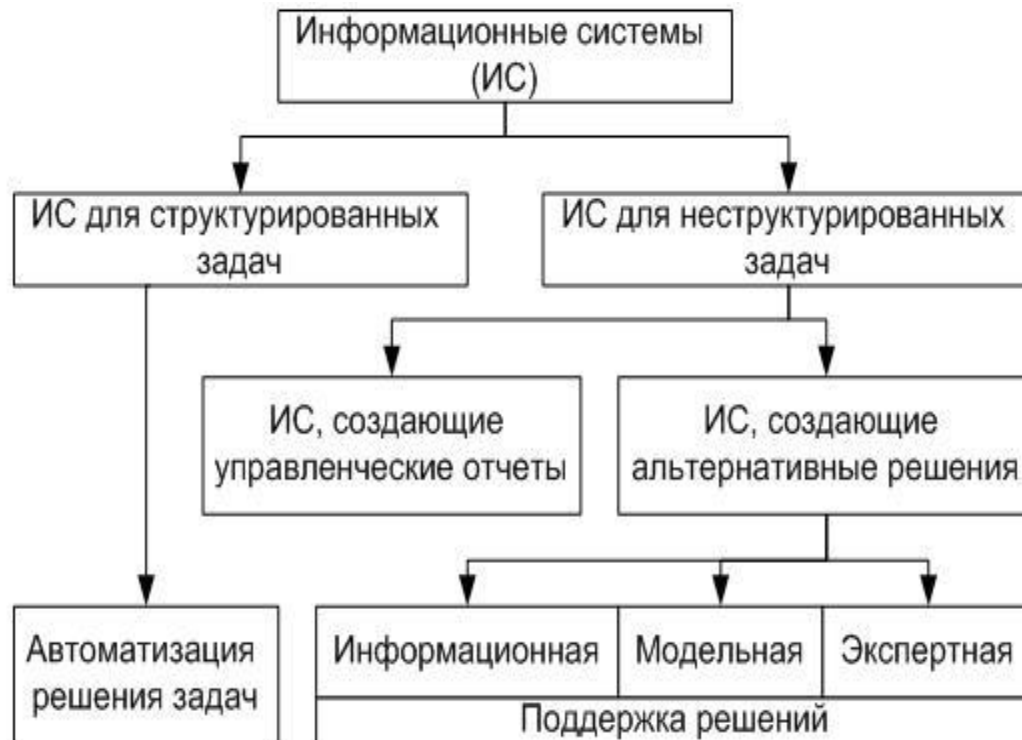 Информационные системы
(ИС)
ИС для структурированных
задач
ИС для неструктурированных
задач
ИС, создающие
управленческие отчеты
ИС, создающие
альтернативные решения
Автоматизация
решения задач
Информационная
Модельная
Экспертная
Поддержка решений